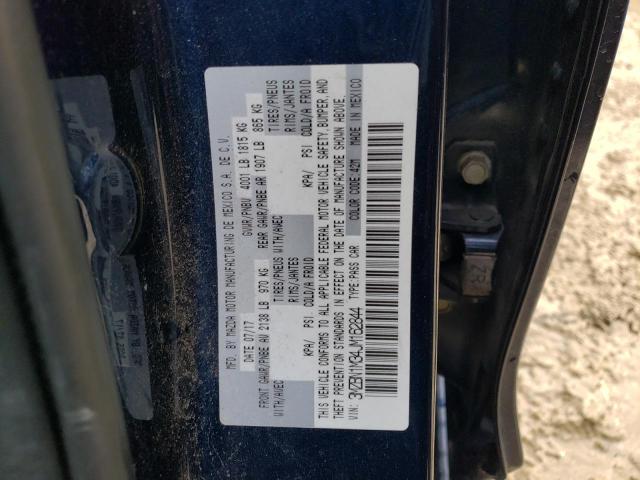 MFD BY MAZDA MOTOR MANUFACTURING DE MEXICO S.A. DE C.V.
DATE 07/17 GVWR/PNBV 4001 LB 1815 KG
FRONT GAWR/PNBE AV 2138 LB 970 KG REAR GAWR/PNBE AR 1907 LB 865 KG
WITH/AVEC TIRES/PNEUS WITH/AVEC TIRES/PNEUS
RIMS/JANTES RIMS/JANTES
KPA/ PSI COLD/A FROID KPA/ PSI COLD/A FROID
THIS VEHICLE CONFORMS TO ALL APPLICABLE FEDERAL MOTOR VEHICLE SAFETY, BUMPER, AND
THEFT PREVENTION STANDARDS IN EFFECT ON THE DATE OF MANUFACTURE SHOWN ABOVE.
VIN: 3MZBN1W34JM162844 TYPE:PASS CAR COLOR CODE:42M MADE IN MEXICO